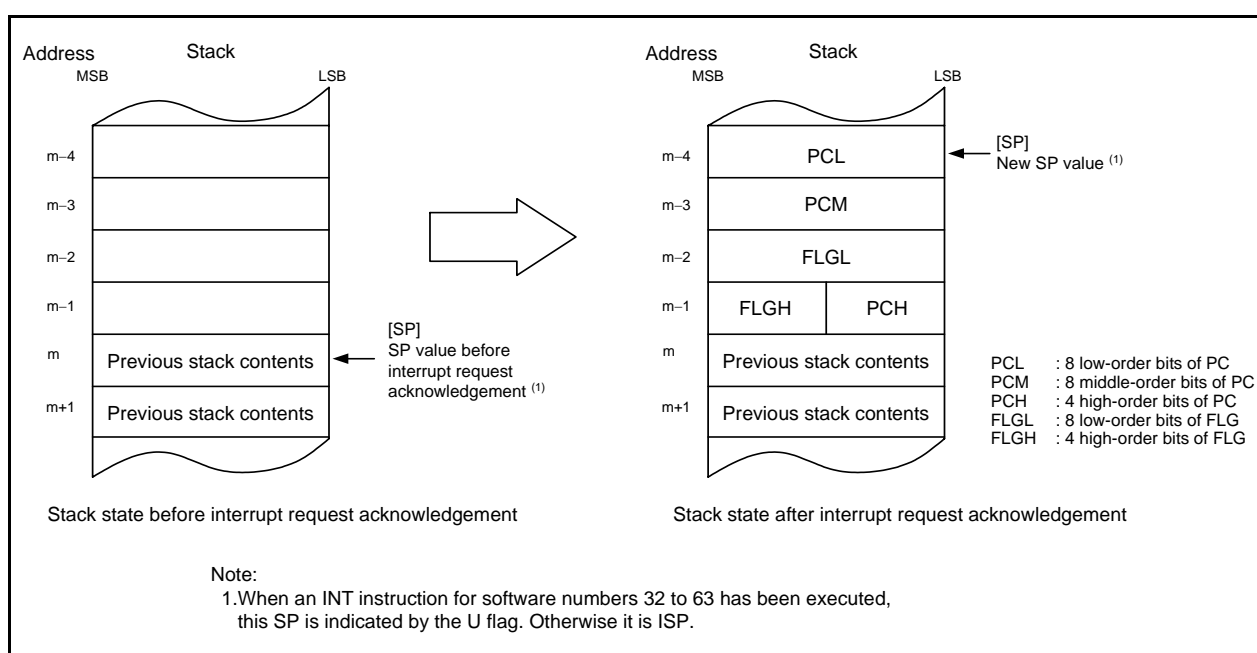 Address
Stack
MSB
LSB
m−4
m−3
m−2
m−1
m
Previous stack contents
m+1
Previous stack contents
[SP]
SP value before
interrupt request
acknowledgement (1)
Stack state before interrupt request acknowledgement
Address
Stack
MSB
LSB
m−4
PCL
m−3
PCM
m−2
FLGL
m−1
FLGH
PCH
m
Previous stack contents
m+1
Previous stack contents
[SP]
New SP value (1)
PCL : 8 low-order bits of PC
PCM : 8 middle-order bits of PC
PCH : 4 high-order bits of PC
FLGL : 8 low-order bits of FLG
FLGH : 4 high-order bits of FLG
Stack state after interrupt request acknowledgement
Note:
1.When an INT instruction for software numbers 32 to 63 has been executed,
this SP is indicated by the U flag. Otherwise it is ISP.